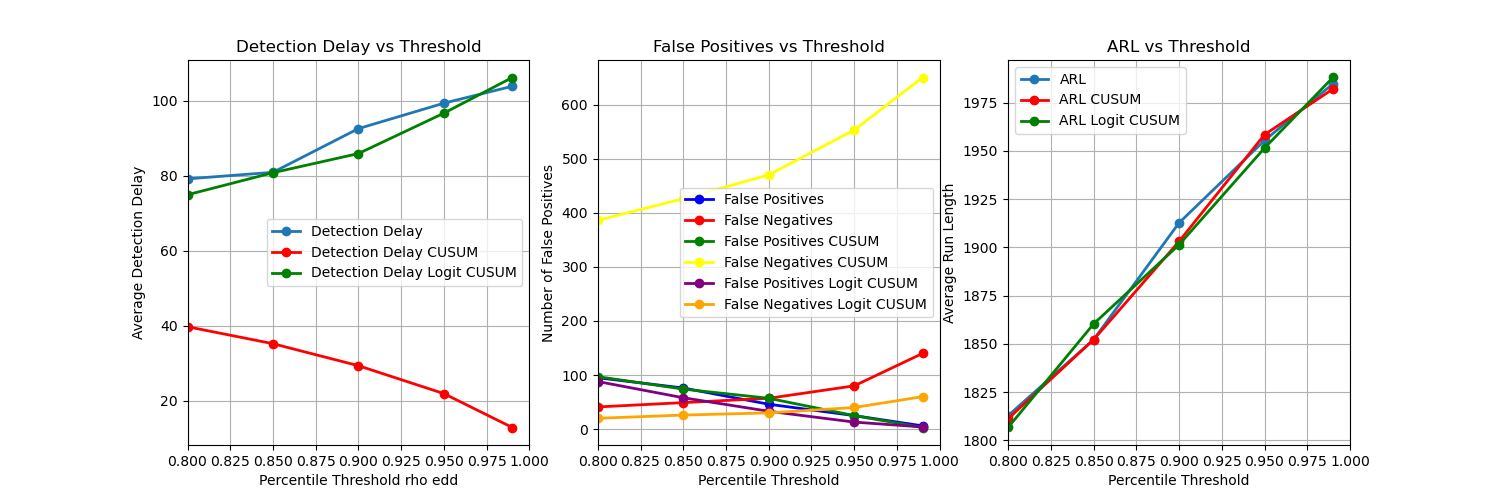 Detection Delay vs Threshold
Average Detection Delay
100
80
60
40
20
Detection Delay
Detection Delay CUSUM
Detection Delay Logit CUSUM
0.800 0.825 0.850 0.875 0.900 0.925 0.950 0.975 1.000
Percentile Threshold rho edd
False Positives vs Threshold
Number of False Positives
600
500
400
300
200
100
0
False Positives
False Negatives
False Positives CUSUM
False Negatives CUSUM
False Positives Logit CUSUM
False Negatives Logit CUSUM
0.800 0.825 0.850 0.875 0.900 0.925 0.950 0.975 1.000
Percentile Threshold
ARL vs Threshold
Average Run Length
1975
1950
1925
1900
1875
1850
1825
1800
ARL
ARL CUSUM
ARL Logit CUSUM
0.800 0.825 0.850 0.875 0.900 0.925 0.950 0.975 1.000
Percentile Threshold